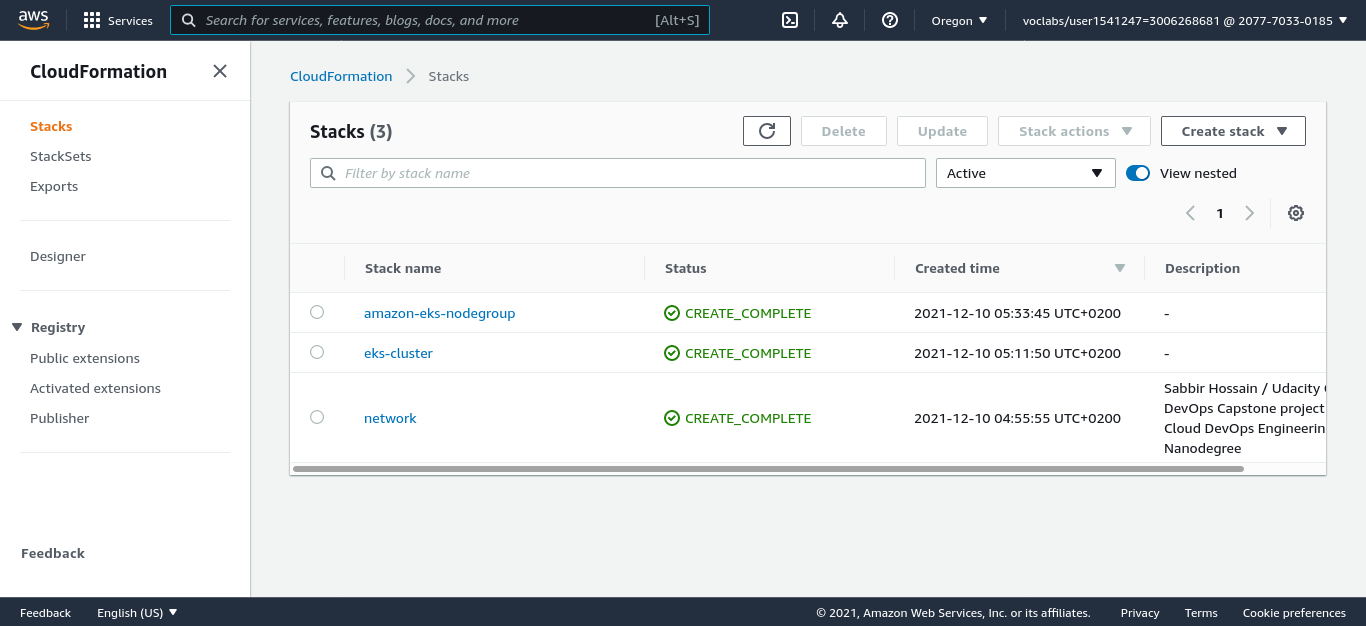 aws
Services
Search for services, features, blogs, docs, and more [Alt+S]
Oregon
voclabs/user1541247=3006268681 @ 2077-7033-0185
CloudFormation
Stacks
StackSets
Exports
Designer
Registry
Public extensions
Activated extensions
Publisher
Feedback
CloudFormation Stacks
Stacks (3)
Delete
Update
Stack actions
Create stack
Filter by stack name
Active
View nested
1
Stack name Status Created time Description
amazon-eks-nodegroup CREATE_COMPLETE 2021-12-10 05:33:45 UTC+0200 -
eks-cluster CREATE_COMPLETE 2021-12-10 05:11:50 UTC+0200 -
network CREATE_COMPLETE 2021-12-10 04:55:55 UTC+0200
Sabbir Hossain / Udacity
DevOps Capstone project
Cloud DevOps Engineerin
Nanodegree
Feedback English (US) © 2021, Amazon Web Services, Inc. or its affiliates. Privacy Terms Cookie preferences